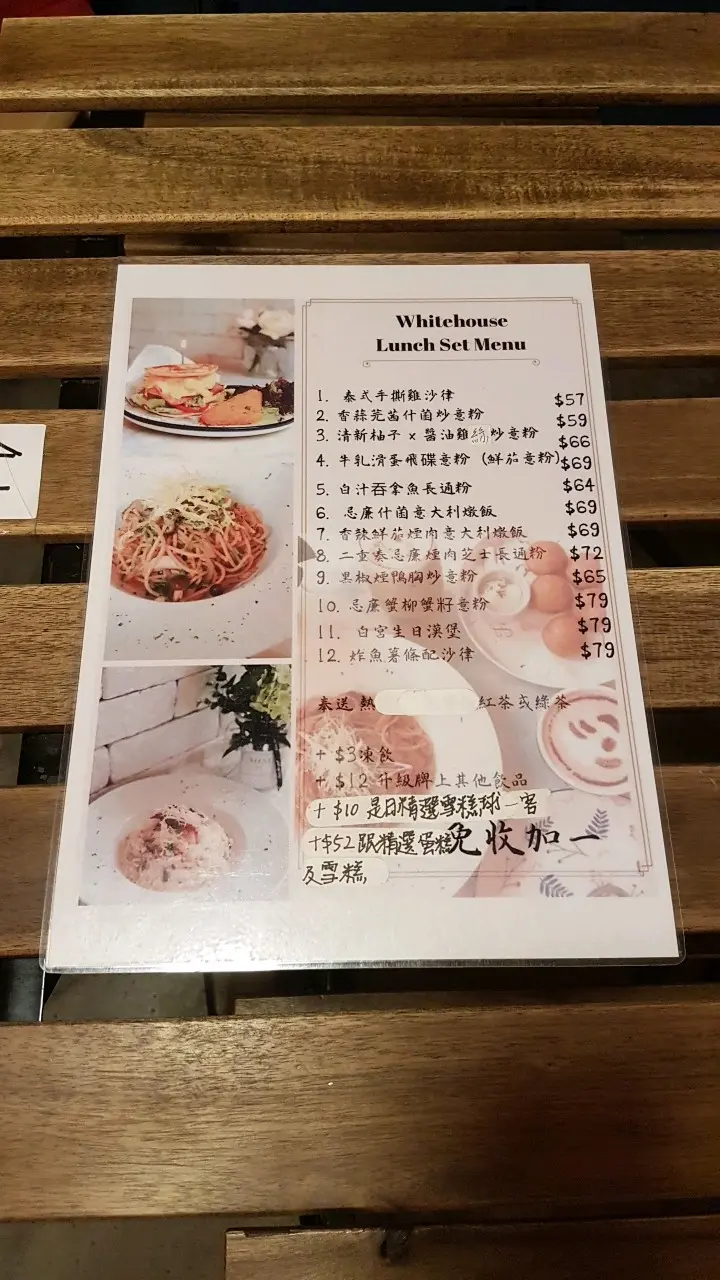 Whitehouse
Lunch Set Menu
1. 泰式手撕雞沙律 $57
2. 香蒜芫茜什菌炒意粉 $59
3. 清新柚子 x 醬油雞絲炒意粉 $66
4. 牛乳滑蛋飛碟意粉 (鮮茄意粉) $69
5. 白汁吞拿魚長通粉 $64
6. 忌廉什菌意大利燉飯 $69
7. 香辣鮮茄煙肉意大利燉飯 $69
8. 二重奏忌廉煙肉芝士長通粉 $72
9. 黑椒煙鴨胸炒意粉 $65
10. 忌廉蟹柳蟹籽意粉 $79
11. 白宮生日漢堡 $79
12. 炸魚薯條配沙律 $79
奉送 熱 紅茶或綠茶
+ $3凍飲
+ $12 升級牌上其他飲品
+ $10 是日精選雪糕球一客
+$52 跟精選蛋糕
及雪糕
免收加一